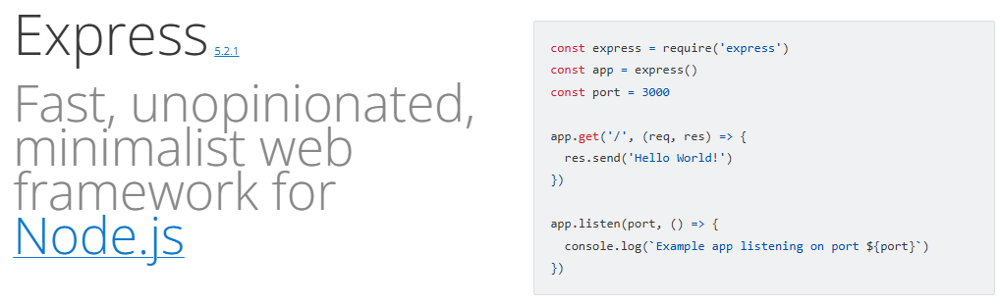 Express 5.2.1
Fast, unopinionated,
minimalist web
framework for
Node.js
const express = require('express')
const app = express()
const port = 3000

app.get('/', (req, res) => {
  res.send('Hello World!')
})

app.listen(port, () => {
  console.log(`Example app listening on port ${port}`)
})